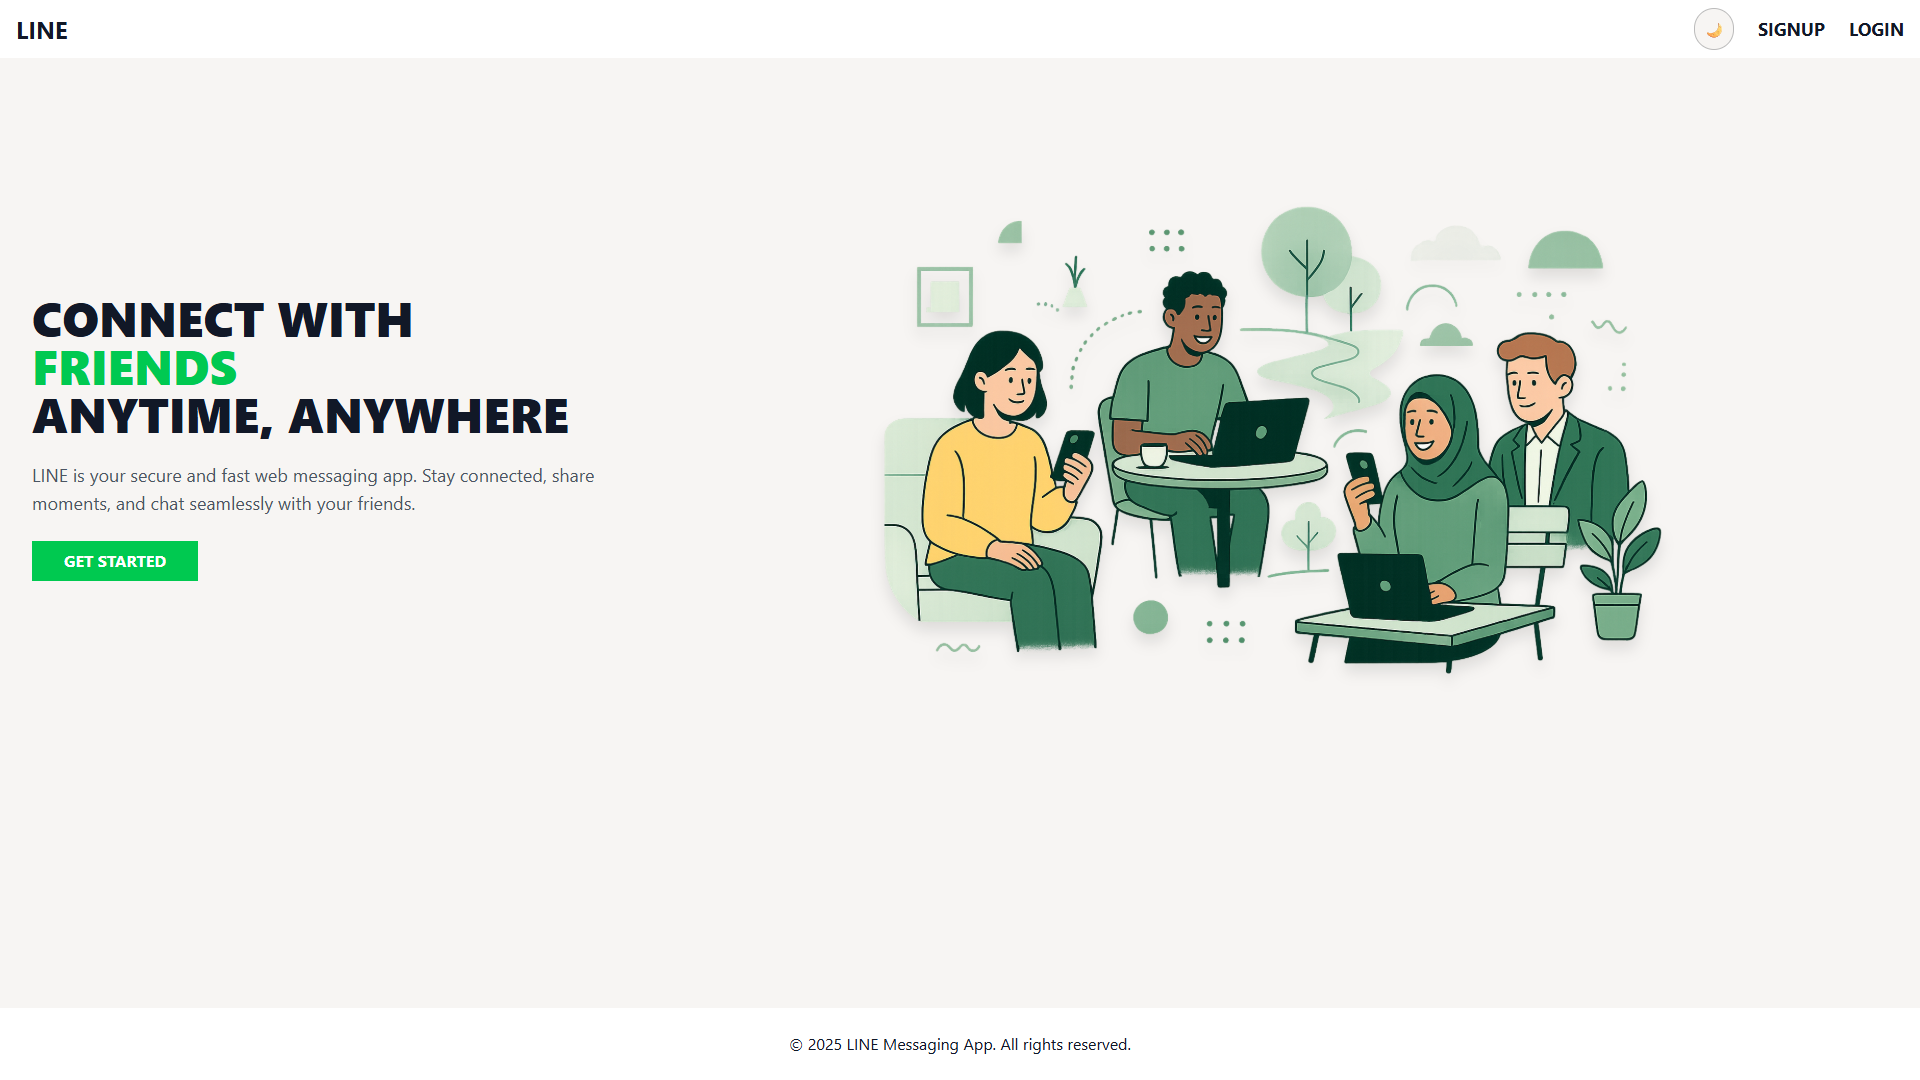 LINE
SIGNUP
LOGIN
CONNECT WITH
FRIENDS
ANYTIME, ANYWHERE
LINE is your secure and fast web messaging app. Stay connected, share
moments, and chat seamlessly with your friends.
GET STARTED
© 2025 LINE Messaging App. All rights reserved.